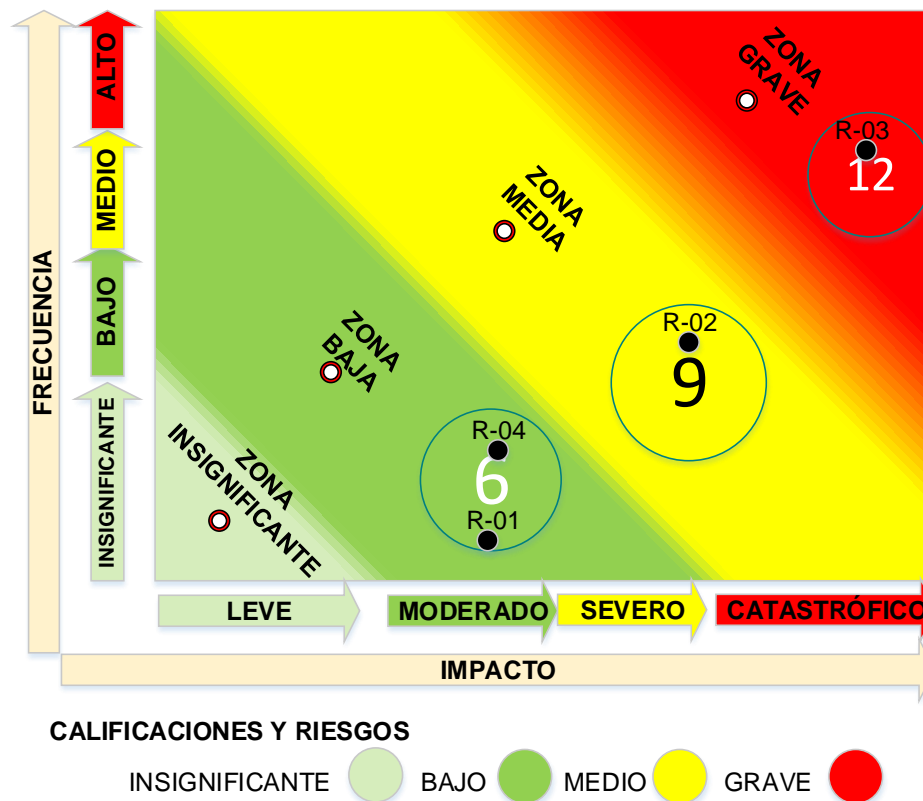 FRECUENCIA
ALTO
MEDIO
BAJO
INSIGNIFICANTE
ZONA
GRAVE
R-03
12
ZONA
MEDIA
R-02
9
ZONA
BAJA
R-04
6
R-01
ZONA
INSIGNIFICANTE
LEVE
MODERADO
SEVERO
CATASTRÓFICO
IMPACTO
CALIFICACIONES Y RIESGOS
INSIGNIFICANTE BAJO MEDIO GRAVE